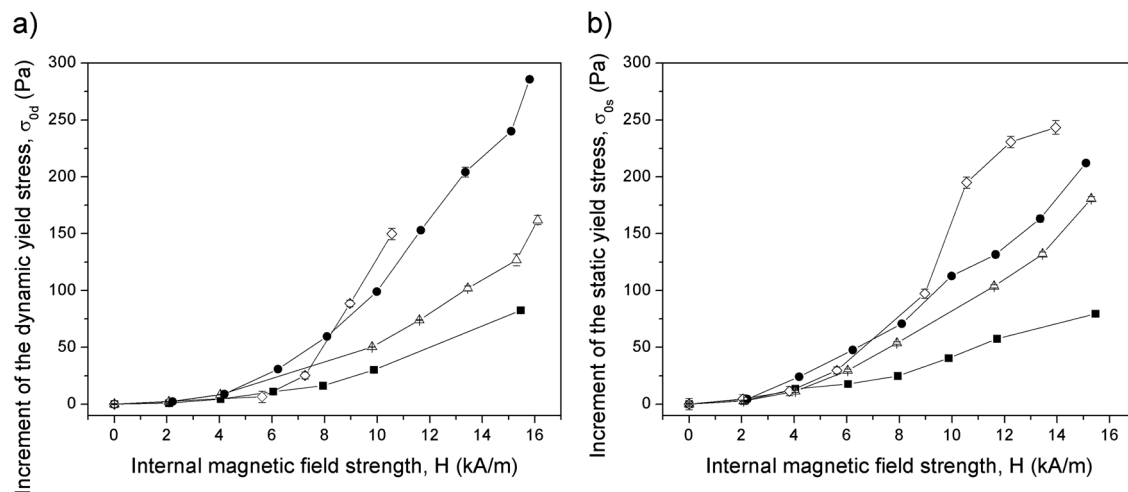 a)
Increment of the dynamic yield stress, σ0d (Pa)
300
250
200
150
100
50
0
0 2 4 6 8 10 12 14 16
Internal magnetic field strength, H (kA/m)
b)
Increment of the static yield stress, σ0s (Pa)
300
250
200
150
100
50
0
0 2 4 6 8 10 12 14 16
Internal magnetic field strength, H (kA/m)